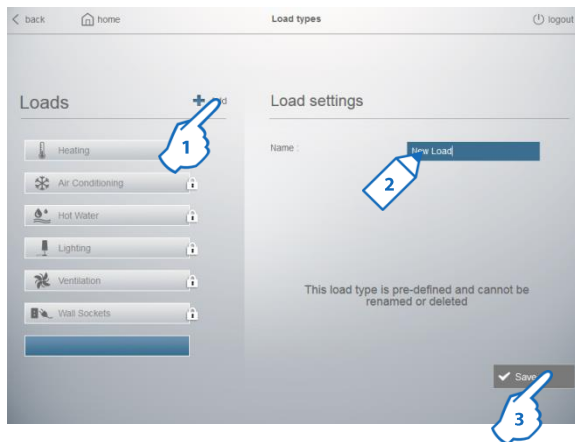 back
home
Load types
logout
Loads
Load settings
1
Heating
Name :
New Load
2
Air Conditioning
Hot Water
Lighting
Ventilation
This load type is pre-defined and cannot be
renamed or deleted
Wall Sockets
Save
3